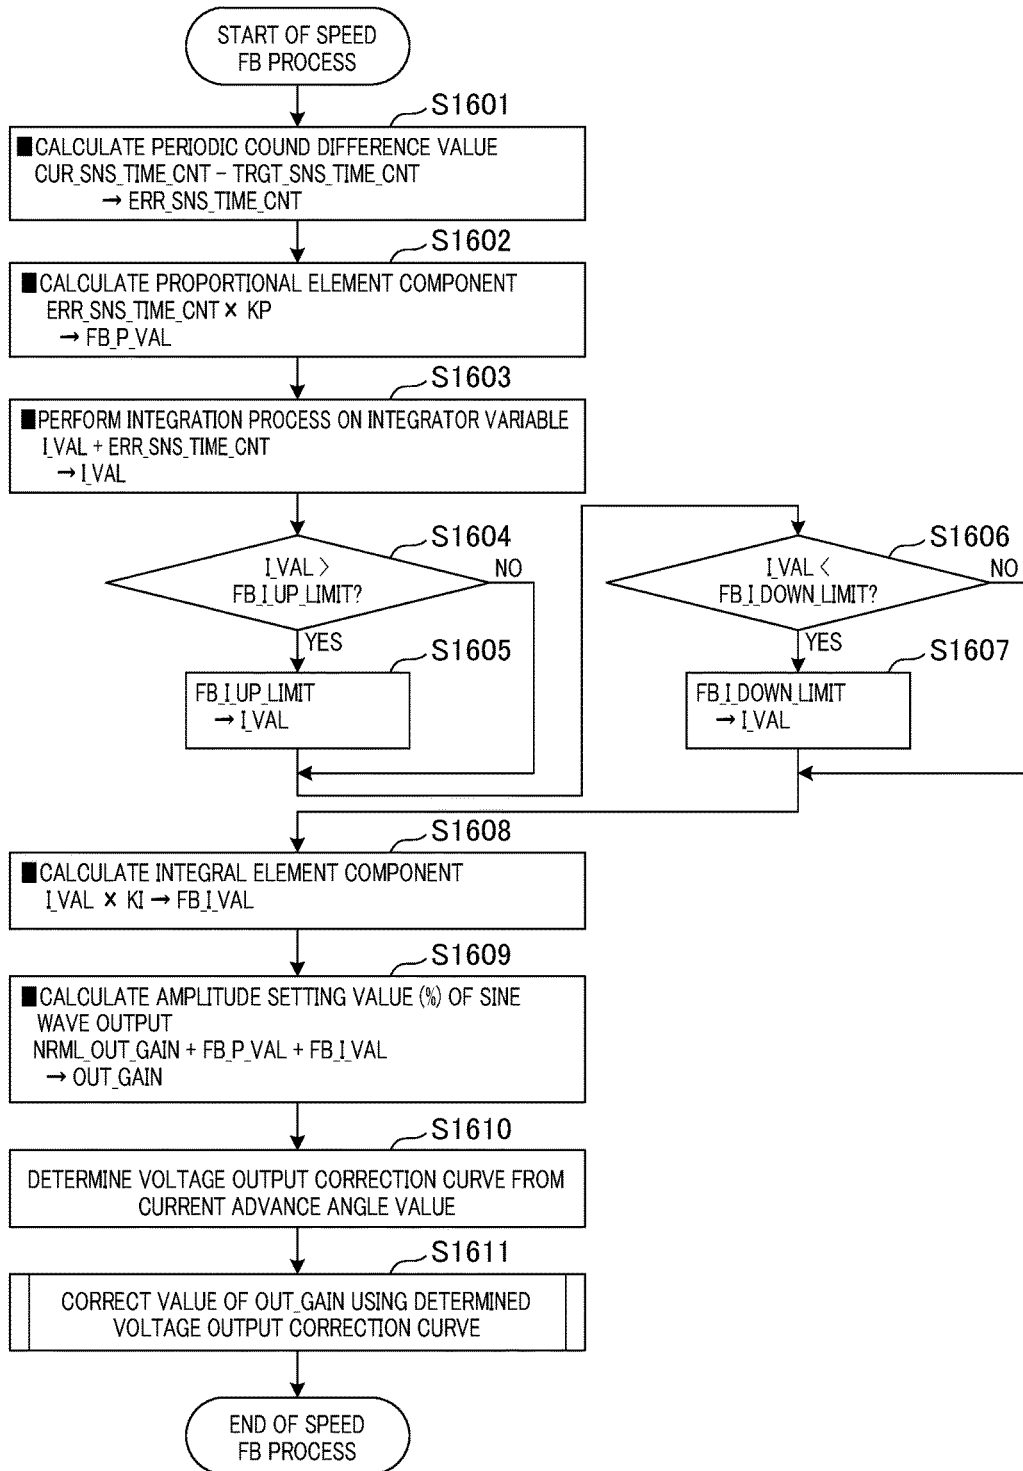 START OF SPEED
FB PROCESS
S1601
■CALCULATE PERIODIC COUND DIFFERENCE VALUE
CUR_SNS_TIME_CNT – TRGT_SNS_TIME_CNT
→ ERR_SNS_TIME_CNT
S1602
■CALCULATE PROPORTIONAL ELEMENT COMPONENT
ERR_SNS_TIME_CNT × KP
→ FB_P_VAL
S1603
■PERFORM INTEGRATION PROCESS ON INTEGRATOR VARIABLE
I_VAL + ERR_SNS_TIME_CNT
→ I_VAL
S1604
I_VAL >
FB_I_UP_LIMIT?
NO
YES
S1605
FB_I_UP_LIMIT
→ I_VAL
S1606
I_VAL <
FB_I_DOWN_LIMIT?
NO
YES
S1607
FB_I_DOWN_LIMIT
→ I_VAL
S1608
■CALCULATE INTEGRAL ELEMENT COMPONENT
I_VAL × KI → FB_I_VAL
S1609
■CALCULATE AMPLITUDE SETTING VALUE (%) OF SINE
WAVE OUTPUT
NRML_OUT_GAIN + FB_P_VAL + FB_I_VAL
→ OUT_GAIN
S1610
DETERMINE VOLTAGE OUTPUT CORRECTION CURVE FROM
CURRENT ADVANCE ANGLE VALUE
S1611
CORRECT VALUE OF OUT_GAIN USING DETERMINED
VOLTAGE OUTPUT CORRECTION CURVE
END OF SPEED
FB PROCESS